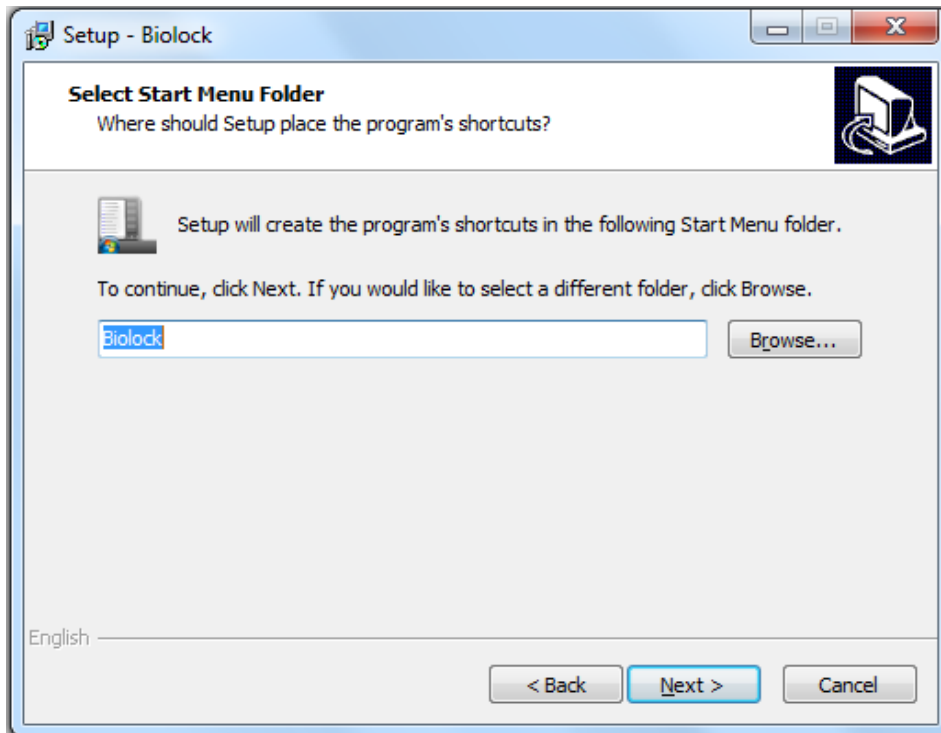 Setup - Biolock
Select Start Menu Folder
Where should Setup place the program's shortcuts?
Setup will create the program's shortcuts in the following Start Menu folder.
To continue, click Next. If you would like to select a different folder, click Browse.
Biolock
Browse...
English
< Back
Next >
Cancel